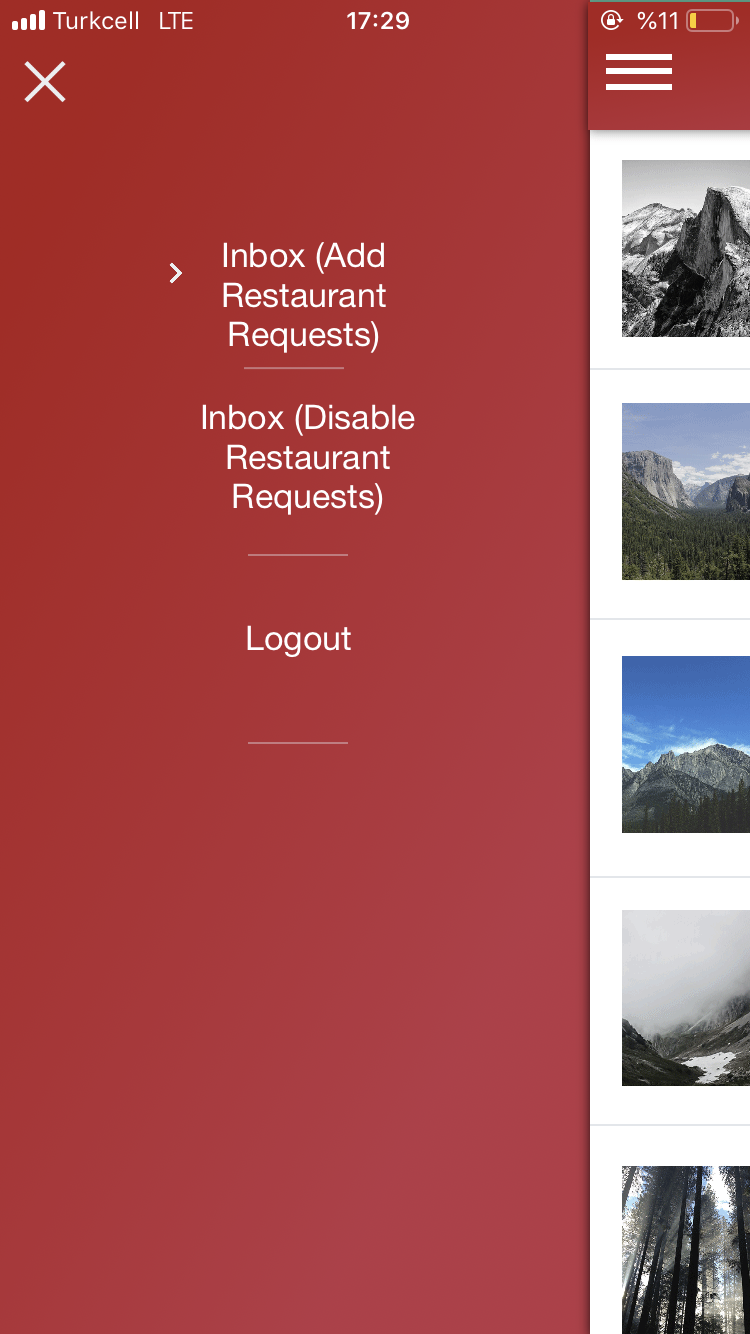 Turkcell LTE 17:29 %11
Inbox (Add
Restaurant
Requests)
Inbox (Disable
Restaurant
Requests)
Logout